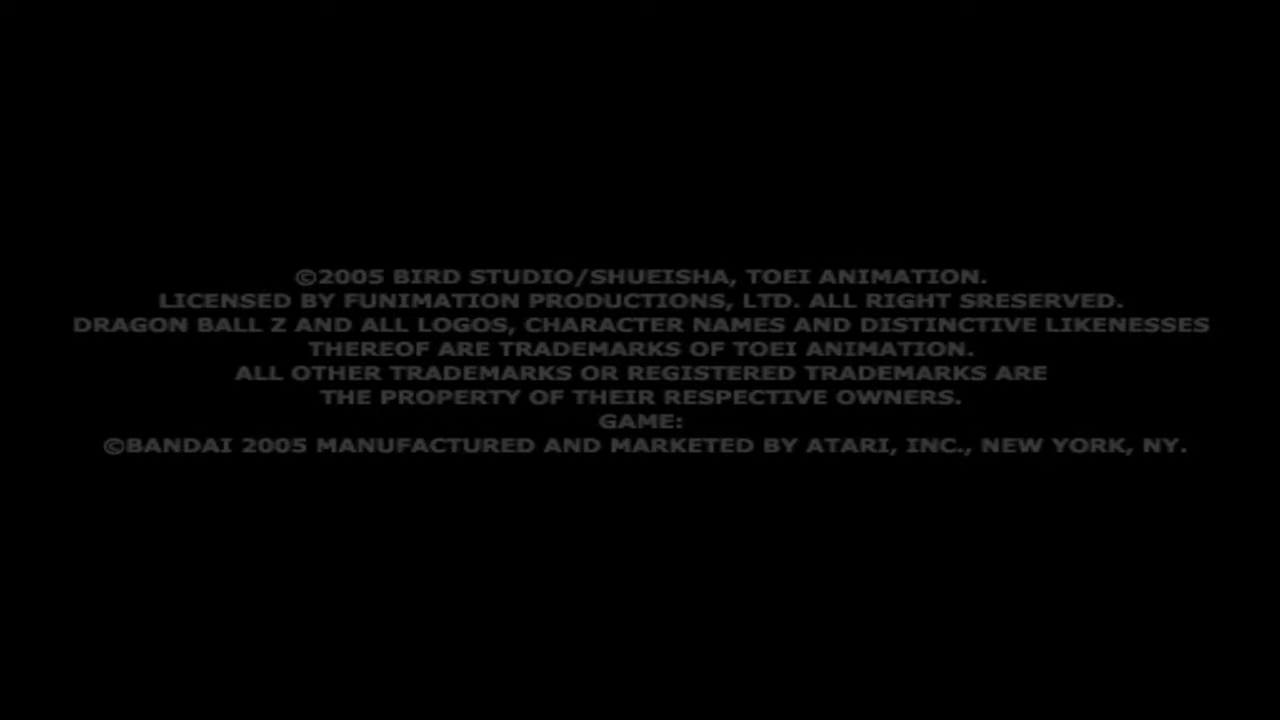 ©2005 BIRD STUDIO/SHUEISHA, TOEI ANIMATION.
LICENSED BY FUNIMATION PRODUCTIONS, LTD. ALL RIGHT SRESERVED.
DRAGON BALL Z AND ALL LOGOS, CHARACTER NAMES AND DISTINCTIVE LIKENESSES
THEREOF ARE TRADEMARKS OF TOEI ANIMATION.
ALL OTHER TRADEMARKS OR REGISTERED TRADEMARKS ARE
THE PROPERTY OF THEIR RESPECTIVE OWNERS.
GAME:
©BANDAI 2005 MANUFACTURED AND MARKETED BY ATARI, INC., NEW YORK, NY.